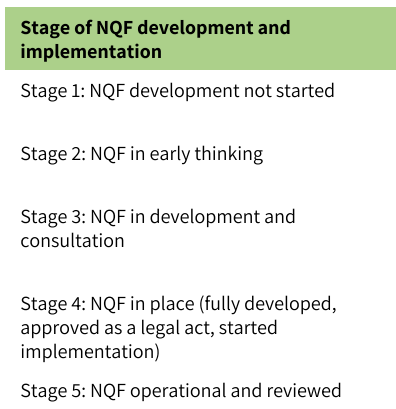 Stage of NQF development and
implementation
Stage 1: NQF development not started
Stage 2: NQF in early thinking
Stage 3: NQF in development and
consultation
Stage 4: NQF in place (fully developed,
approved as a legal act, started
implementation)
Stage 5: NQF operational and reviewed